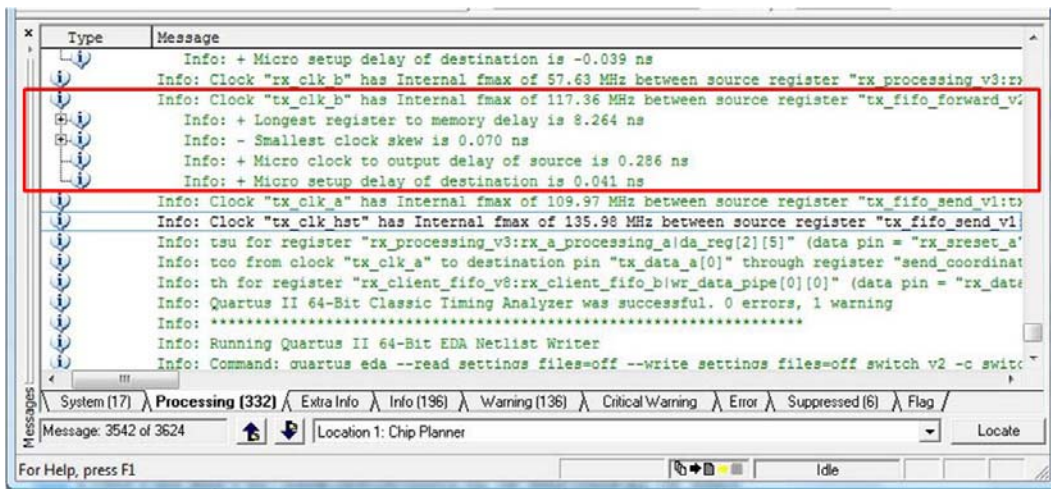 Type Message
Info: + Micro setup delay of destination is -0.039 ns
Info: Clock "rx_clk_b" has Internal fmax of 57.63 MHz between source register "rx_processing_v3:rx
Info: Clock "tx_clk_b" has Internal fmax of 117.36 MHz between source register "tx_fifo_forward_v2
Info: + Longest register to memory delay is 8.264 ns
Info: - Smallest clock skew is 0.070 ns
Info: + Micro clock to output delay of source is 0.286 ns
Info: + Micro setup delay of destination is 0.041 ns
Info: Clock "tx_clk_a" has Internal fmax of 109.97 MHz between source register "tx_fifo_send_v1:tx
Info: Clock "tx_clk_hst" has Internal fmax of 135.98 MHz between source register "tx_fifo_send_v1:
Info: tsu for register "rx_processing_v3:rx_a_processing_a|da_reg[2][5]" (data pin = "rx_sreset_a"
Info: tco from clock "tx_clk_a" to destination pin "tx_data_a[0]" through register "send_coordinat
Info: th for register "rx_client_fifo_v8:rx_client_fifo_b|wr_data_pipe[0][0]" (data pin = "rx_data
Info: Quartus II 64-Bit Classic Timing Analyzer was successful. 0 errors, 1 warning
Info: *******************************************************************
Info: Running Quartus II 64-Bit EDA Netlist Writer
Info: Command: quartus_eda --read_settings_files=off --write_settings_files=off switch_v2 -c switc
System (17) Processing (332) Extra Info Info (196) Warning (136) Critical Warning Error Suppressed (6) Flag
Messages
Message: 3542 of 3624 Location 1: Chip Planner Locate
For Help, press F1 Idle